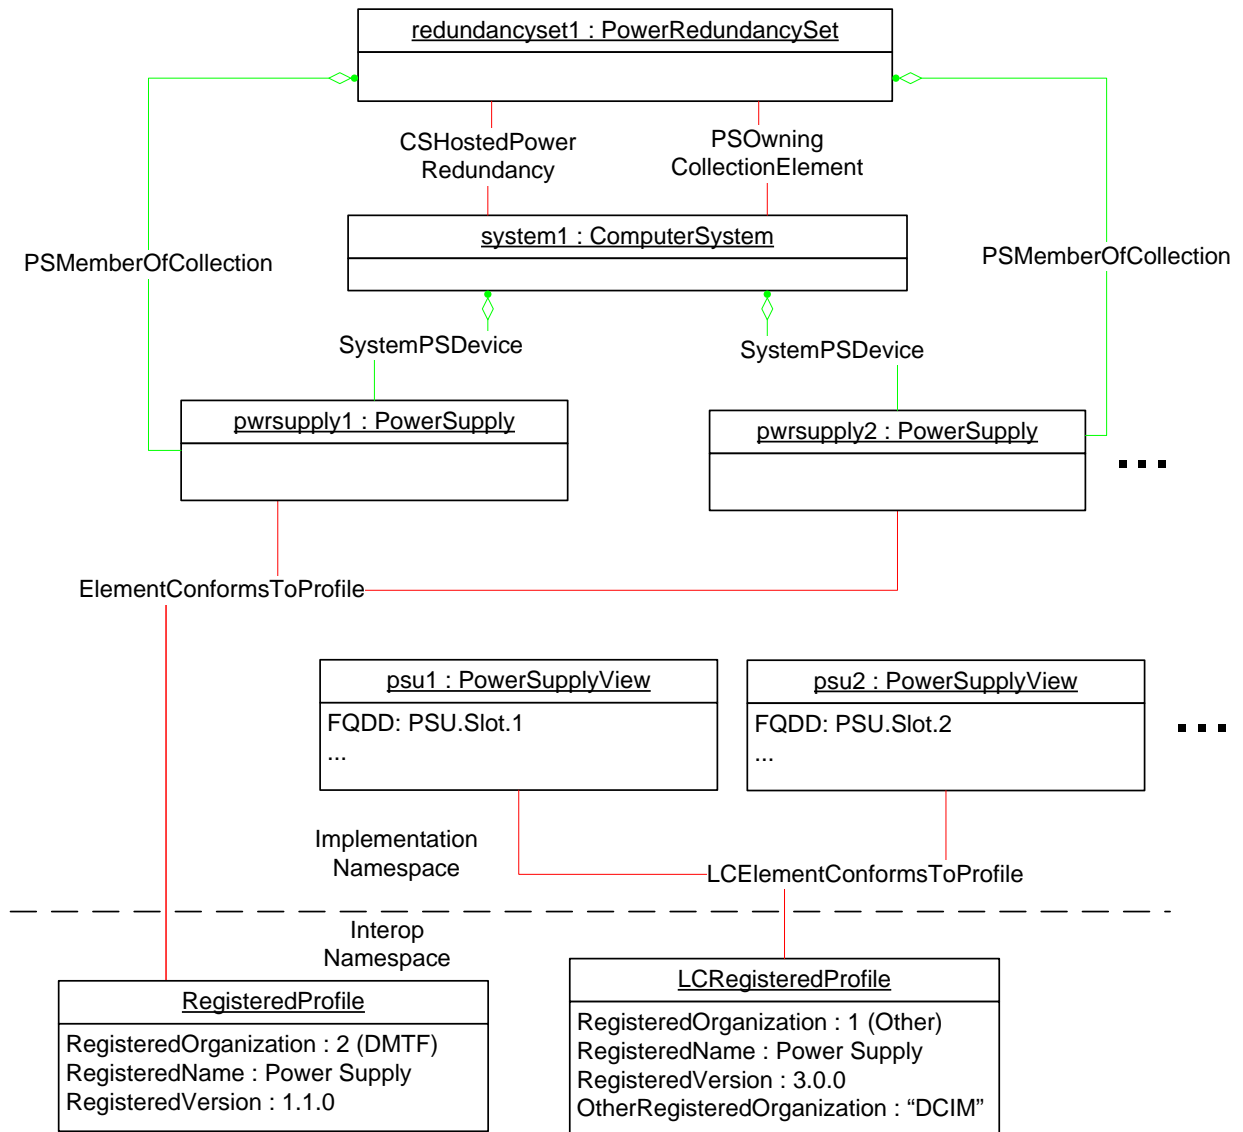 redundancyset1 : PowerRedundancySet
CSHostedPower
Redundancy
PSOwning
CollectionElement
system1 : ComputerSystem
PSMemberOfCollection
PSMemberOfCollection
SystemPSDevice
SystemPSDevice
pwrsupply1 : PowerSupply
pwrsupply2 : PowerSupply
...
ElementConformsToProfile
psu1 : PowerSupplyView
FQDD: PSU.Slot.1
...
psu2 : PowerSupplyView
FQDD: PSU.Slot.2
...
...
Implementation
Namespace
LCElementConformsToProfile
Interop
Namespace
RegisteredProfile
RegisteredOrganization : 2 (DMTF)
RegisteredName : Power Supply
RegisteredVersion : 1.1.0
LCRegisteredProfile
RegisteredOrganization : 1 (Other)
RegisteredName : Power Supply
RegisteredVersion : 3.0.0
OtherRegisteredOrganization : “DCIM”